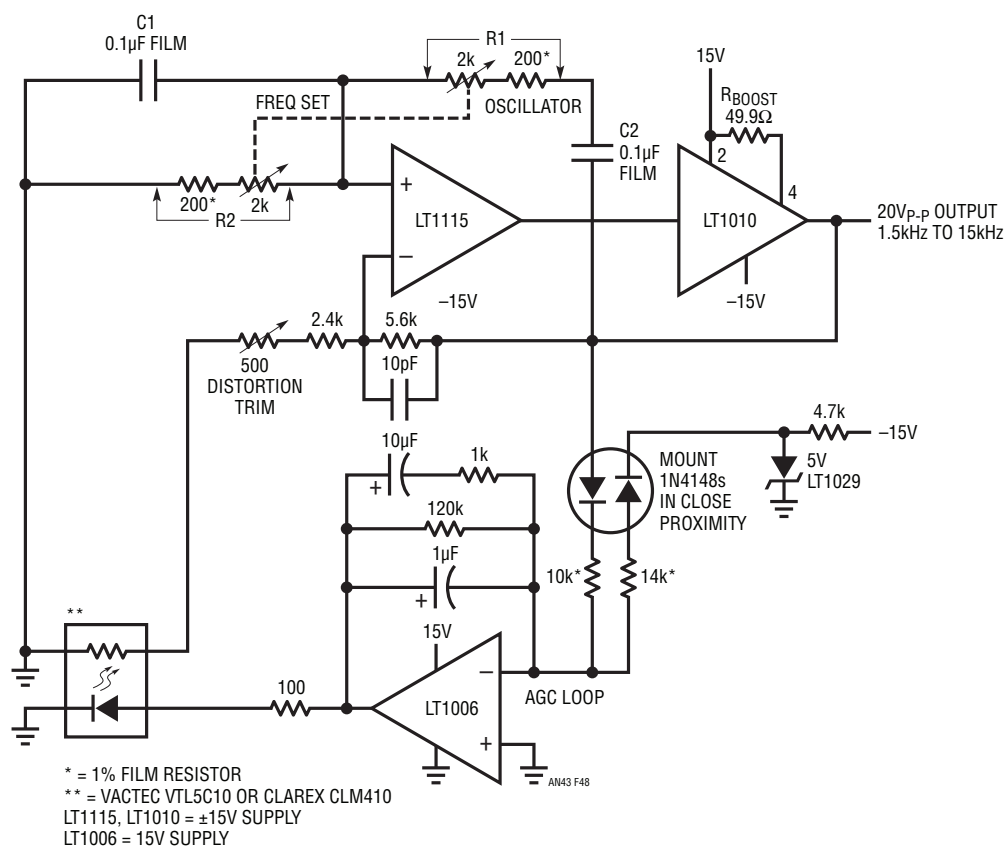 C1
0.1µF FILM
R1
2k
200*
FREQ SET
OSCILLATOR
15V
RBOOST
49.9Ω
C2
0.1µF
FILM
2
4
+
LT1115
LT1010
200*
2k
R2
20VP-P OUTPUT
1.5kHz TO 15kHz
–
–15V
–15V
2.4k
5.6k
500
DISTORTION
TRIM
10pF
4.7k
–15V
10µF
1k
+
MOUNT
1N4148s
IN CLOSE
PROXIMITY
5V
LT1029
120k
1µF
+
10k*
14k*
**
15V
–
AGC LOOP
100
LT1006
+
AN43 F48
* = 1% FILM RESISTOR
** = VACTEC VTL5C10 OR CLAREX CLM410
LT1115, LT1010 = ±15V SUPPLY
LT1006 = 15V SUPPLY